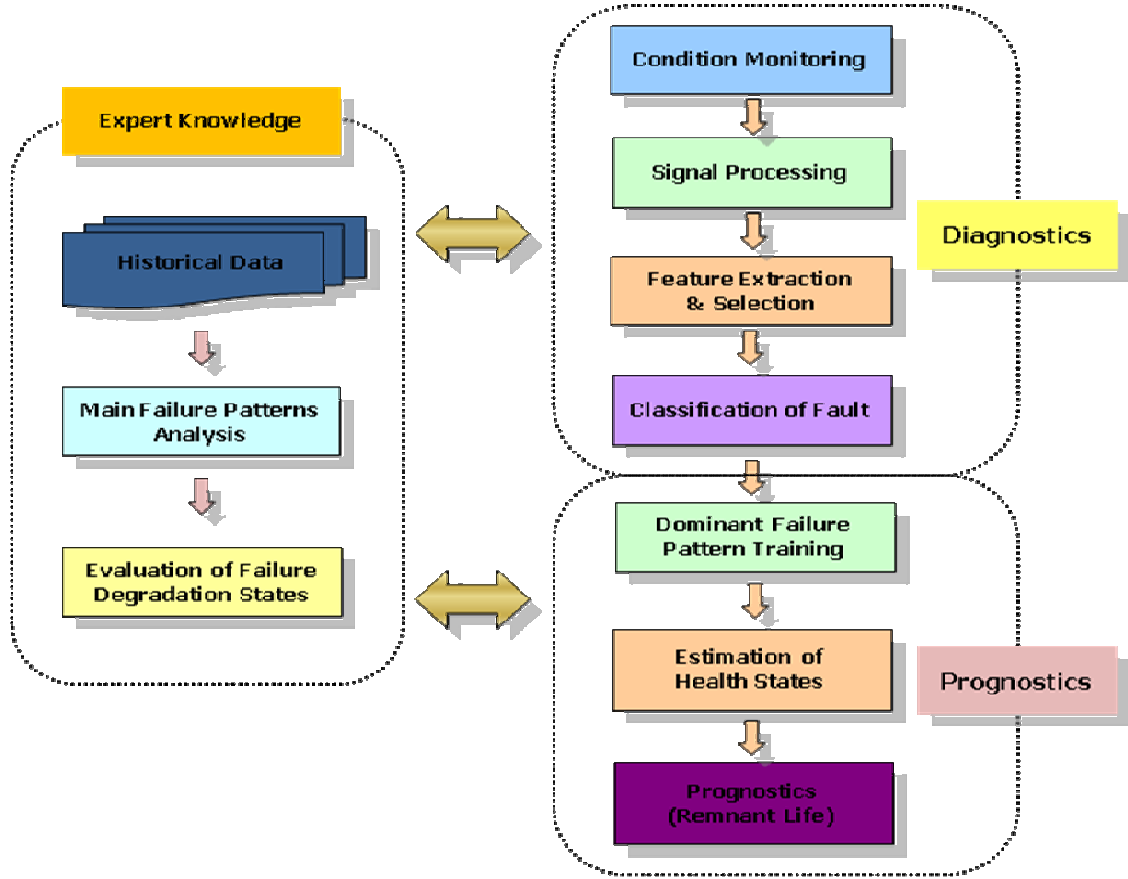 Expert Knowledge
Historical Data
Main Failure Patterns
Analysis
Evaluation of Failure
Degradation States
Condition Monitoring
Signal Processing
Feature Extraction
& Selection
Classification of Fault
Diagnostics
Dominant Failure
Pattern Training
Estimation of
Health States
Prognostics
(Remnant Life)
Prognostics